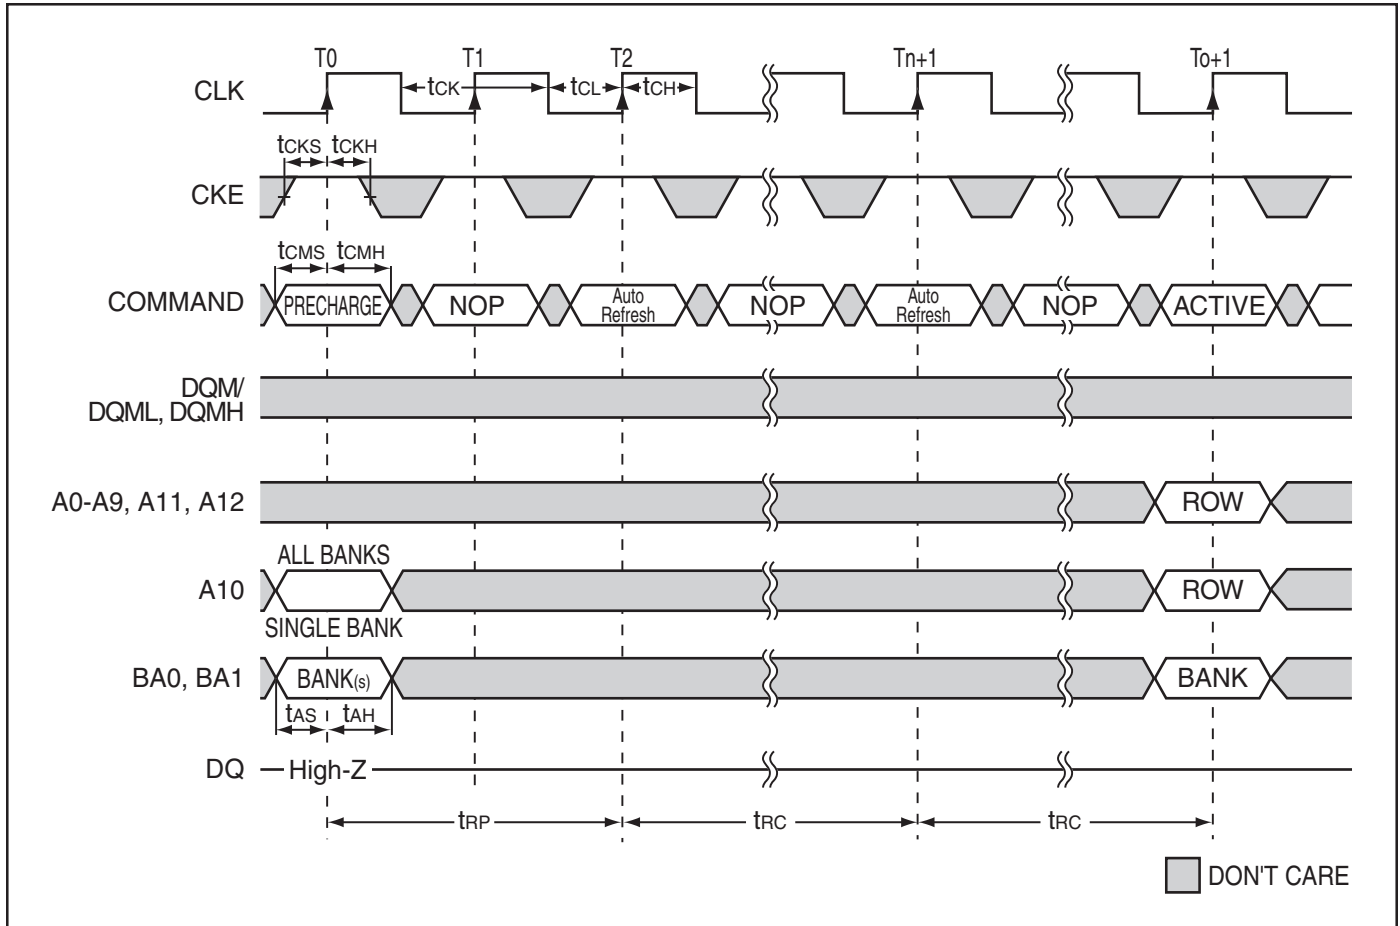 T0 T1 T2 Tn+1 To+1
CLK tCK tCL tCH
tCKS tCKH
CKE
tCMS tCMH
COMMAND PRECHARGE NOP Auto Refresh NOP Auto Refresh NOP ACTIVE
DQM/
DQML, DQMH
A0-A9, A11, A12 ROW
ALL BANKS
A10 ROW
SINGLE BANK
BA0, BA1 BANK(s) BANK
tAS tAH
DQ High-Z
tRP tRC tRC
DON'T CARE